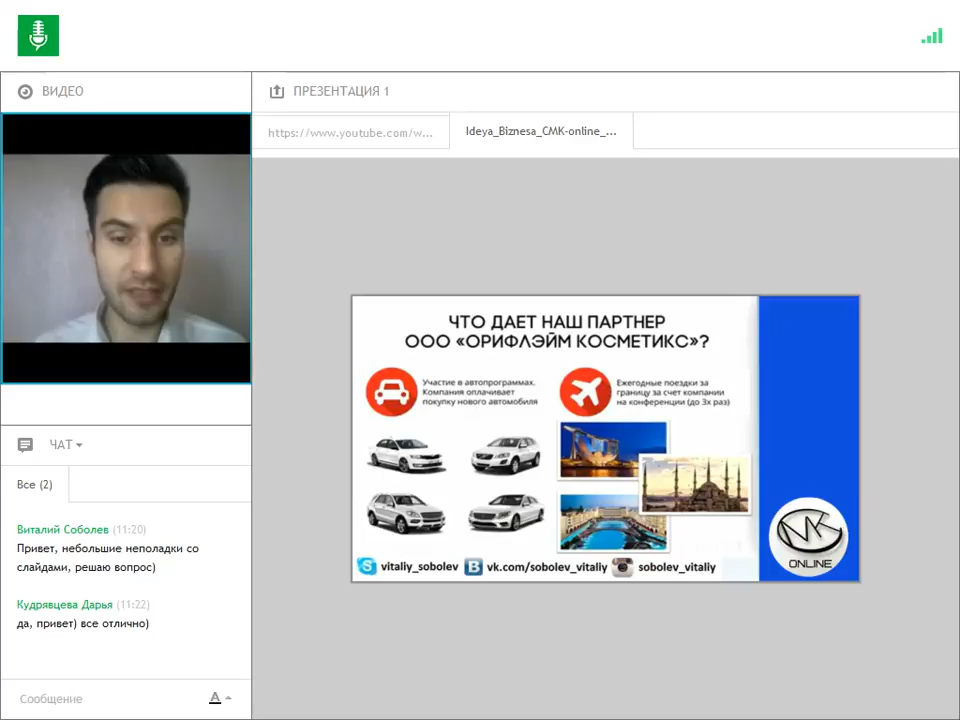 ВИДЕО
ПРЕЗЕНТАЦИЯ 1
https://www.youtube.com/w...
Ideya_Biznesa_CMK-online_...
ЧТО ДАЕТ НАШ ПАРТНЕР
ООО «ОРИФЛЭЙМ КОСМЕТИКС»?
Участие в автопрограммах.
Компания оплачивает
покупку нового автомобиля
Ежегодные поездки за
границу за счет компании
на конференции (до 3х раз)
vitaliy_sobolev
vk.com/sobolev_vitaliy
sobolev_vitaliy
ONLINE
ЧАТ
Все (2)
Виталий Соболев (11:20)
Привет, небольшие неполадки со
слайдами, решаю вопрос)
Кудрявцева Дарья (11:22)
да, привет) все отлично)
Сообщение
A